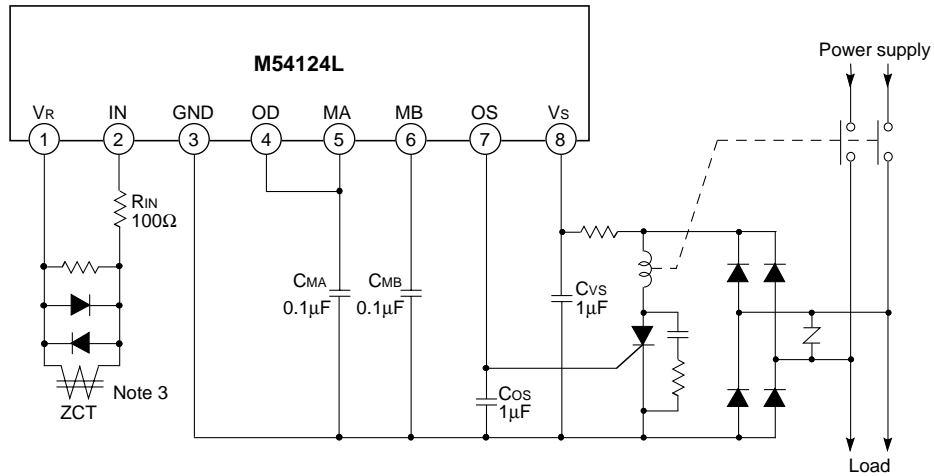 M54124L
Power supply
VR IN GND OD MA MB OS VS
1 2 3 4 5 6 7 8
RIN
100Ω
CMA
0.1µF
CMB
0.1µF
CVS
1µF
COS
1µF
Note 3
ZCT
Load